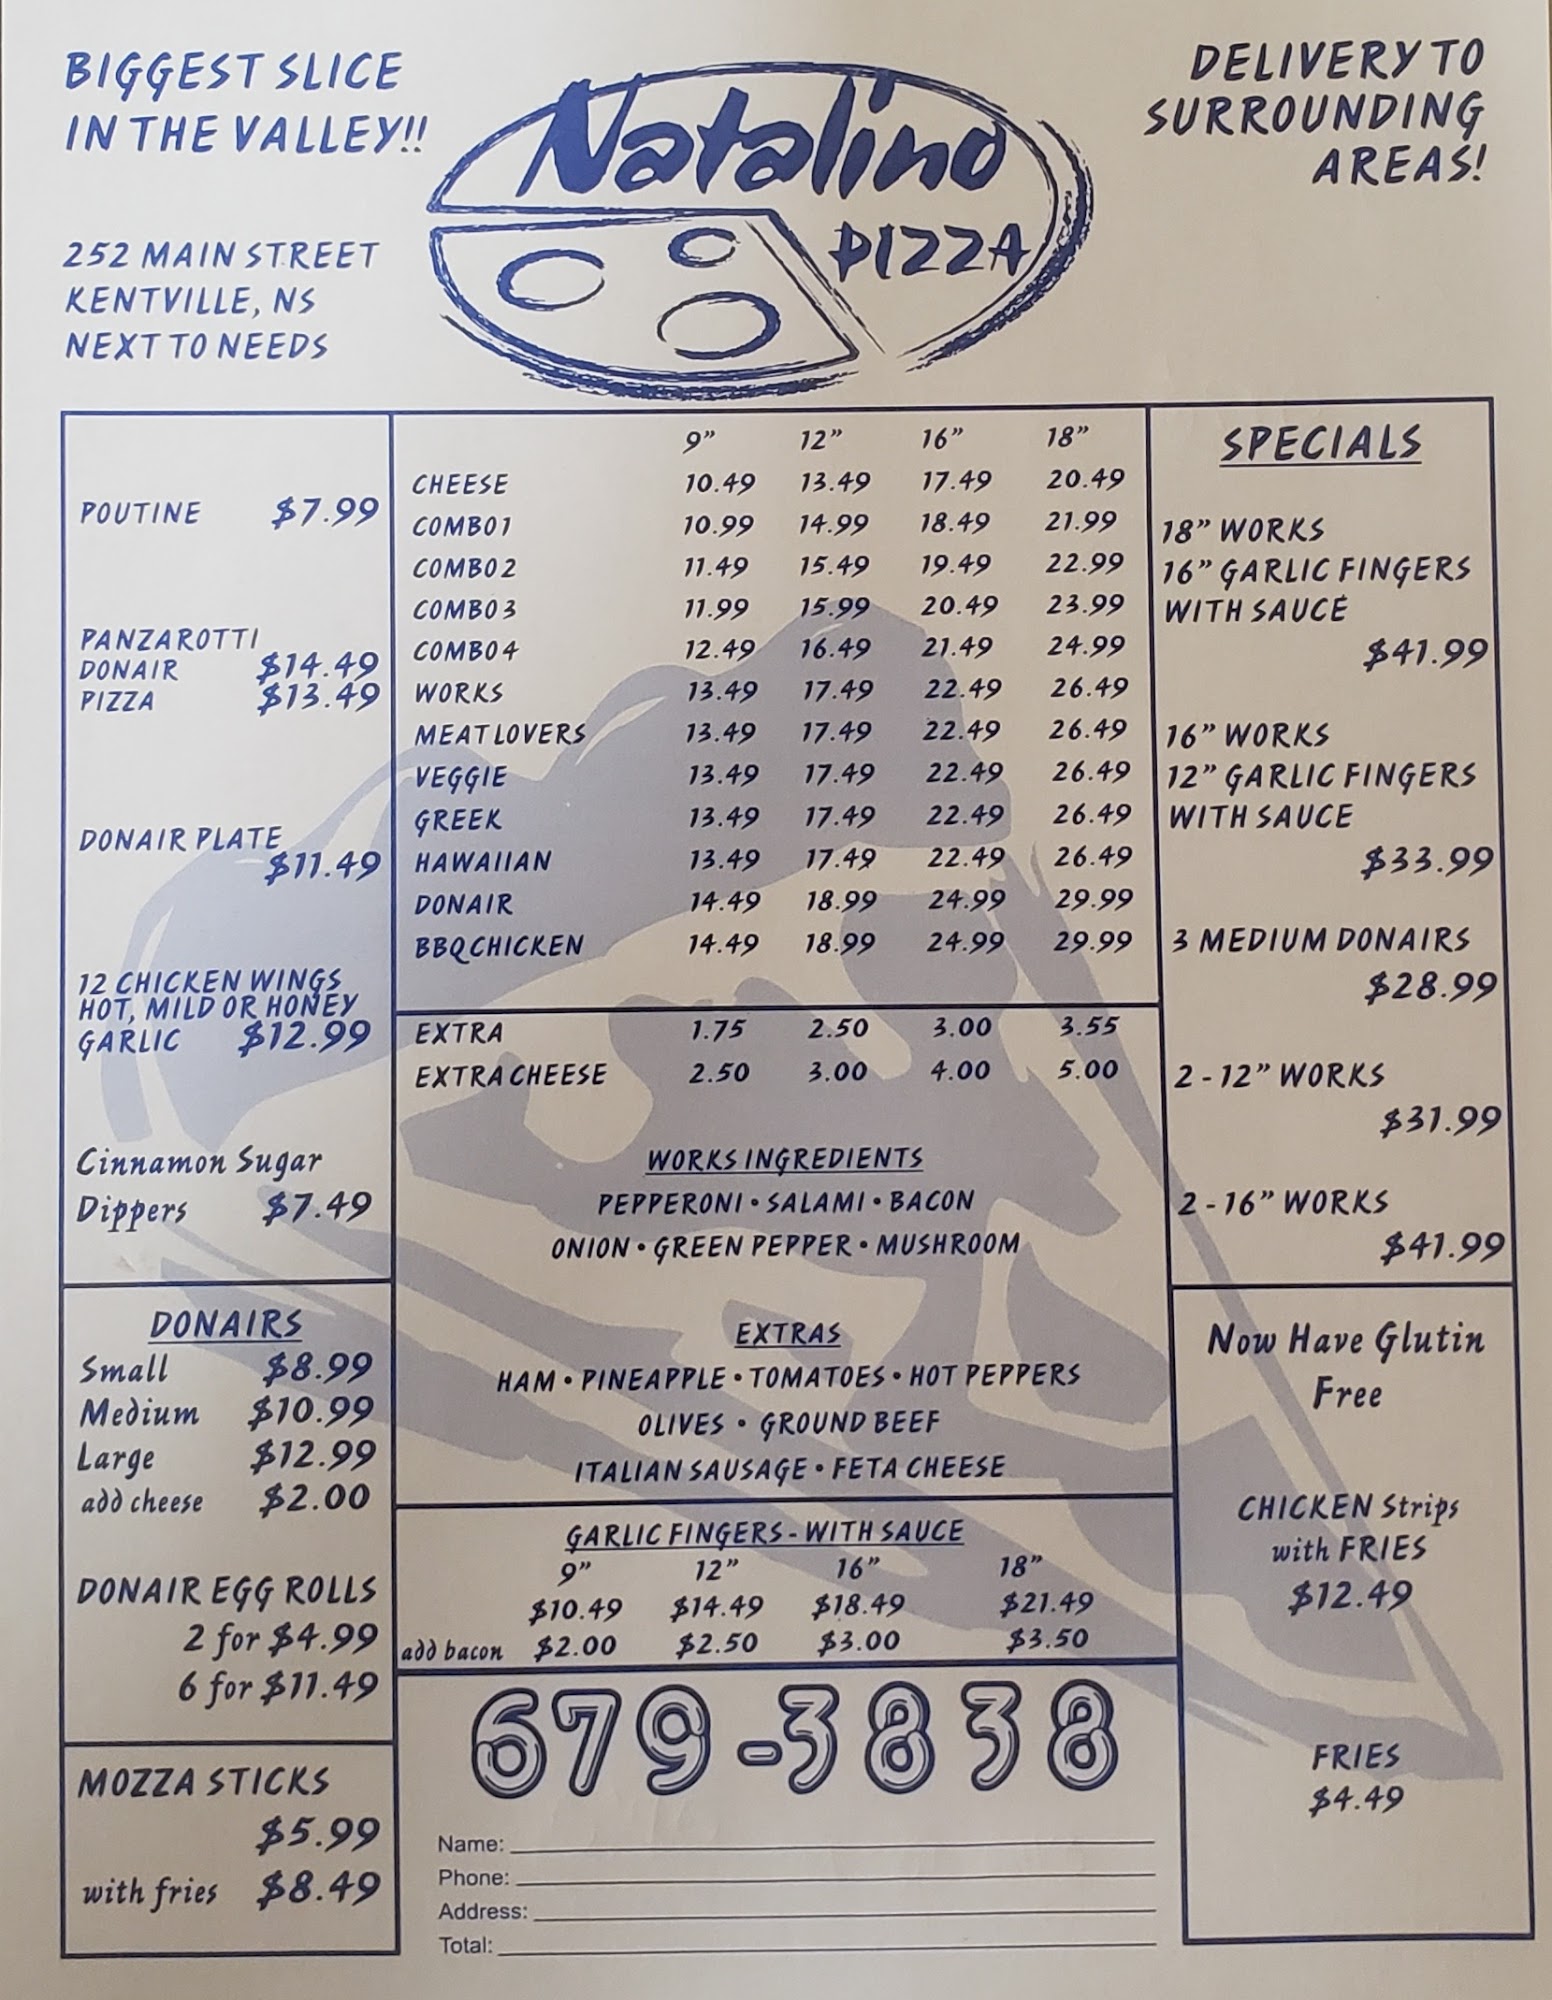 BIGGEST SLICE
IN THE VALLEY!!
252 MAIN STREET
KENTVILLE, NS
NEXT TO NEEDS
Natalino
PIZZA
DELIVERY TO
SURROUNDING
AREAS!
POUTINE $7.99
PANZAROTTI
DONAIR $14.49
PIZZA $13.49
DONAIR PLATE
$11.49
12 CHICKEN WINGS
HOT, MILD OR HONEY
GARLIC $12.99
Cinnamon Sugar
Dippers $7.49
DONAIRS
Small $8.99
Medium $10.99
Large $12.99
add cheese $2.00
DONAIR EGG ROLLS
2 for $4.99
6 for $11.49
MOZZA STICKS
$5.99
with fries $8.49
9" 12" 16" 18"
CHEESE 10.49 13.49 17.49 20.49
COMBO 1 10.99 14.99 18.49 21.99
COMBO 2 11.49 15.49 19.49 22.99
COMBO 3 11.99 15.99 20.49 23.99
COMBO 4 12.49 16.49 21.49 24.99
WORKS 13.49 17.49 22.49 26.49
MEAT LOVERS 13.49 17.49 22.49 26.49
VEGGIE 13.49 17.49 22.49 26.49
GREEK 13.49 17.49 22.49 26.49
HAWAIIAN 13.49 17.49 22.49 26.49
DONAIR 14.49 18.99 24.99 29.99
BBQ CHICKEN 14.49 18.99 24.99 29.99
EXTRA 1.75 2.50 3.00 3.55
EXTRA CHEESE 2.50 3.00 4.00 5.00
WORKS INGREDIENTS
PEPPERONI • SALAMI • BACON
ONION • GREEN PEPPER • MUSHROOM
EXTRAS
HAM • PINEAPPLE • TOMATOES • HOT PEPPERS
OLIVES • GROUND BEEF
ITALIAN SAUSAGE • FETA CHEESE
GARLIC FINGERS - WITH SAUCE
9" 12" 16" 18"
$10.49 $14.49 $18.49 $21.49
add bacon $2.00 $2.50 $3.00 $3.50
679-3838
Name:
Phone:
Address:
Total:
SPECIALS
18" WORKS
16" GARLIC FINGERS
WITH SAUCE
$41.99
16" WORKS
12" GARLIC FINGERS
WITH SAUCE
$33.99
3 MEDIUM DONAIRS
$28.99
2 - 12" WORKS
$31.99
2 - 16" WORKS
$41.99
Now Have Glutin
Free
CHICKEN Strips
with FRIES
$12.49
FRIES
$4.49